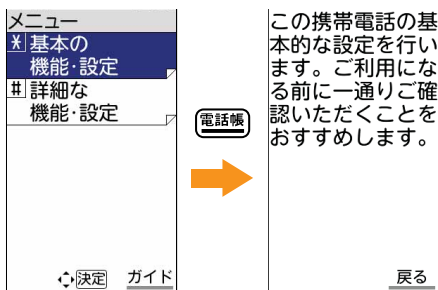 メニュー
* 基本の
機能・設定
# 詳細な
機能・設定
決定 ガイド
電話帳
この携帯電話の基
本的な設定を行い
ます。ご利用にな
る前に一通りご確
認いただくことを
おすすめします。
戻る